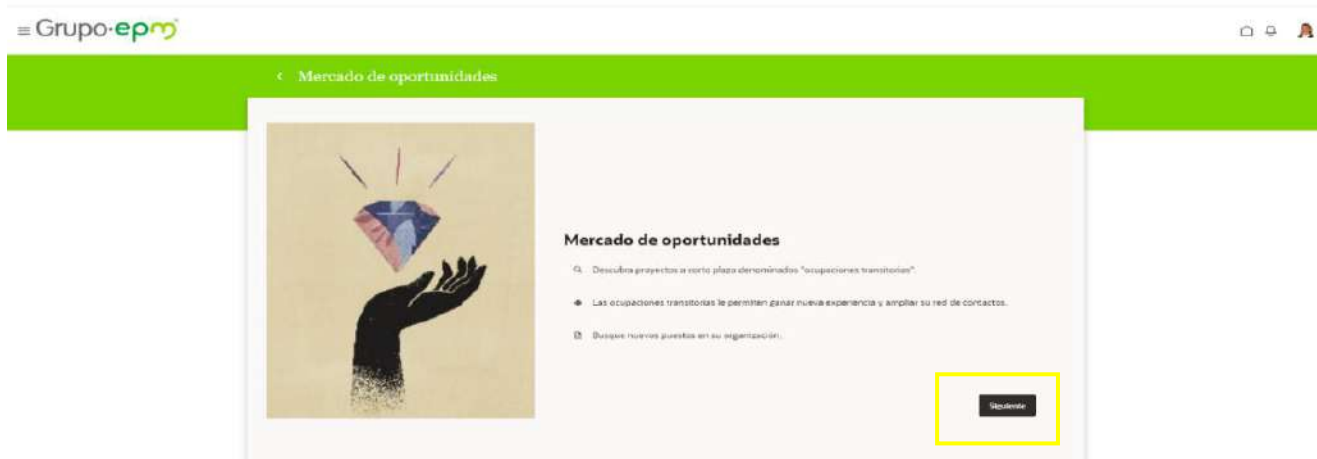 Grupo·epm
Mercado de oportunidades
Mercado de oportunidades
Descubra proyectos a corto plazo denominados "ocupaciones transitorias".
Las ocupaciones transitorias le permiten ganar nueva experiencia y ampliar su red de contactos.
Busque nuevos puestos en su organización.
Siguiente